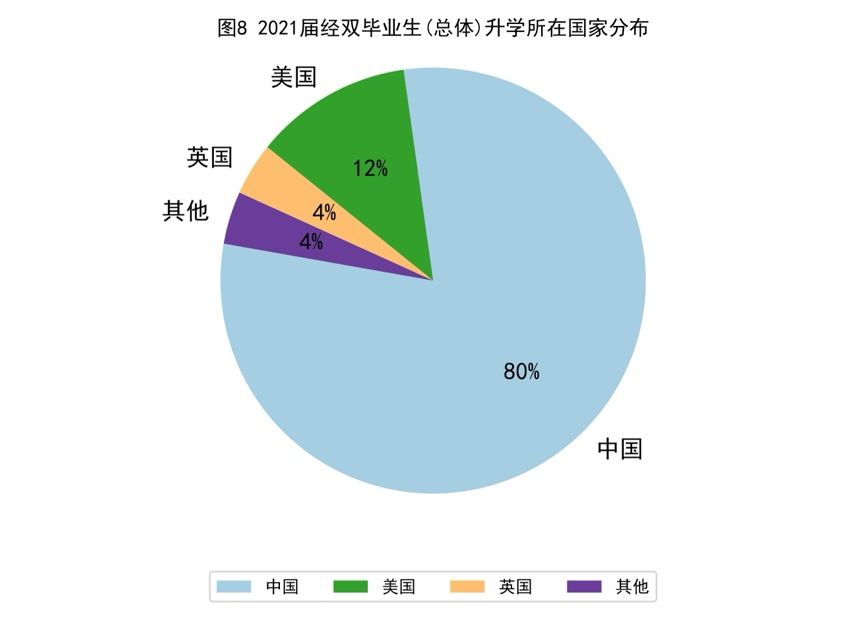 图8 2021届经双毕业生(总体)升学所在国家分布
美国
英国
其他
12%
4%
4%
80%
中国
中国 美国 英国 其他